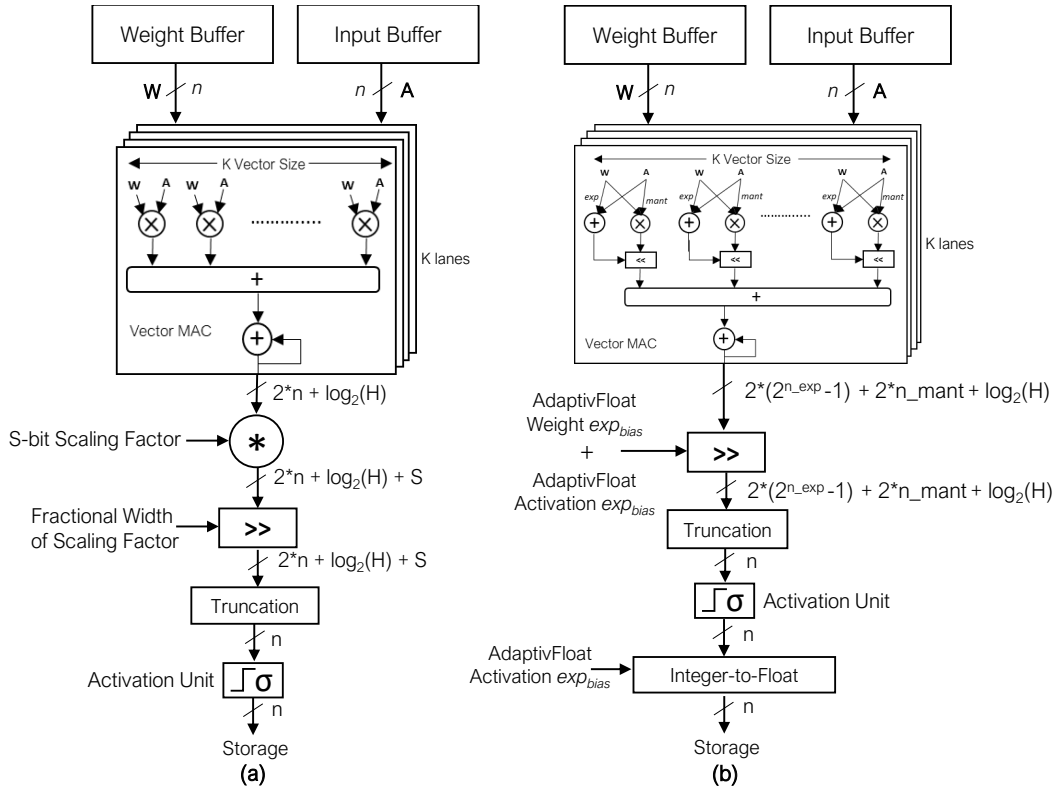 Weight Buffer
Input Buffer
W
n
n
A
K Vector Size
W A W A W A
× × ............. ×
+
K lanes
Vector MAC
+
2*n + log₂(H)
S-bit Scaling Factor
*
2*n + log₂(H) + S
Fractional Width
of Scaling Factor
>>
2*n + log₂(H) + S
Truncation
n
Activation Unit
σ
n
Storage
(a)
Weight Buffer
Input Buffer
W
n
n
A
K Vector Size
W A W A W A
exp mant exp mant exp mant
+ × + × ............. + ×
<< << <<
+
K lanes
Vector MAC
+
2*(2ⁿ_ᵉˣᵖ-1) + 2*n_mant + log₂(H)
AdaptivFloat
Weight exp_bias
+
AdaptivFloat
Activation exp_bias
>>
2*(2ⁿ_ᵉˣᵖ-1) + 2*n_mant + log₂(H)
Truncation
n
σ
Activation Unit
n
AdaptivFloat
Activation exp_bias
Integer-to-Float
n
Storage
(b)